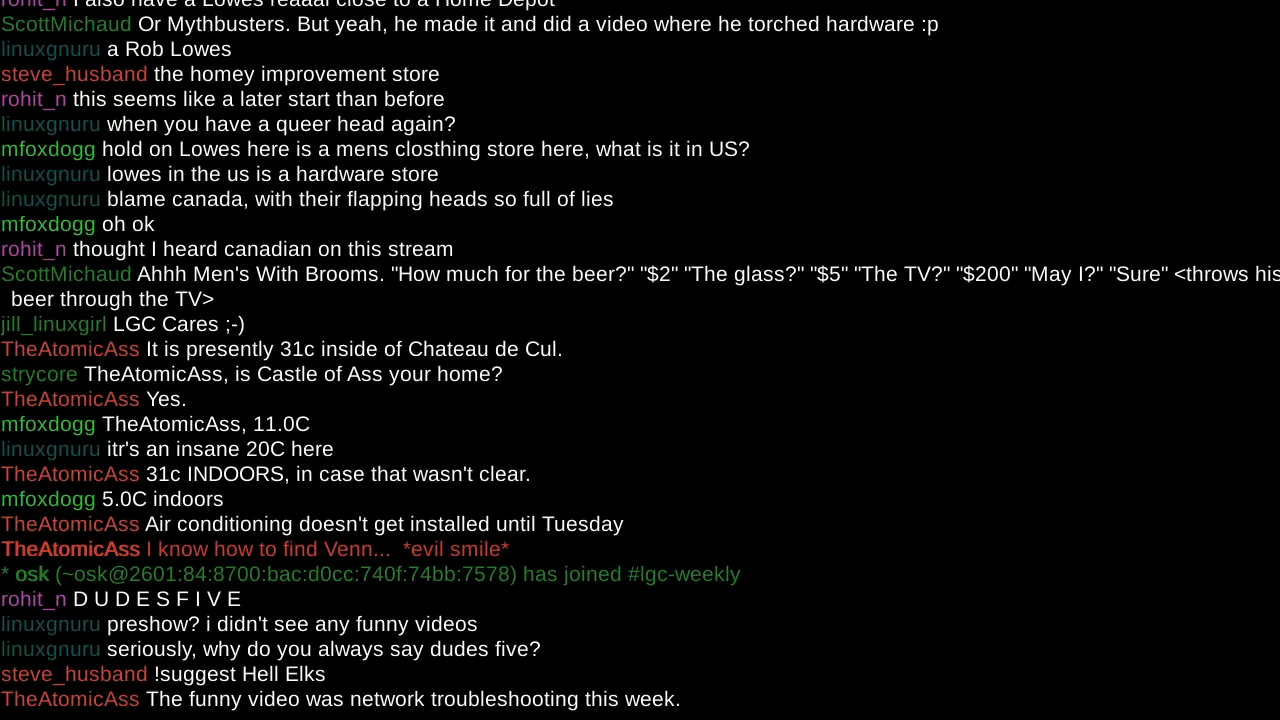 rohit_n I also have a Lowes reaaal close to a Home Depot
ScottMichaud Or Mythbusters. But yeah, he made it and did a video where he torched hardware :p
linuxgnuru a Rob Lowes
steve_husband the homey improvement store
rohit_n this seems like a later start than before
linuxgnuru when you have a queer head again?
mfoxdogg hold on Lowes here is a mens closthing store here, what is it in US?
linuxgnuru lowes in the us is a hardware store
linuxgnuru blame canada, with their flapping heads so full of lies
mfoxdogg oh ok
rohit_n thought I heard canadian on this stream
ScottMichaud Ahhh Men's With Brooms. "How much for the beer?" "$2" "The glass?" "$5" "The TV?" "$200" "May I?" "Sure" <throws his
beer through the TV>
jill_linuxgirl LGC Cares ;-)
TheAtomicAss It is presently 31c inside of Chateau de Cul.
strycore TheAtomicAss, is Castle of Ass your home?
TheAtomicAss Yes.
mfoxdogg TheAtomicAss, 11.0C
linuxgnuru itr's an insane 20C here
TheAtomicAss 31c INDOORS, in case that wasn't clear.
mfoxdogg 5.0C indoors
TheAtomicAss Air conditioning doesn't get installed until Tuesday
TheAtomicAss I know how to find Venn... *evil smile*
* osk (~osk@2601:84:8700:bac:d0cc:740f:74bb:7578) has joined #lgc-weekly
rohit_n D U D E S F I V E
linuxgnuru preshow? i didn't see any funny videos
linuxgnuru seriously, why do you always say dudes five?
steve_husband !suggest Hell Elks
TheAtomicAss The funny video was network troubleshooting this week.